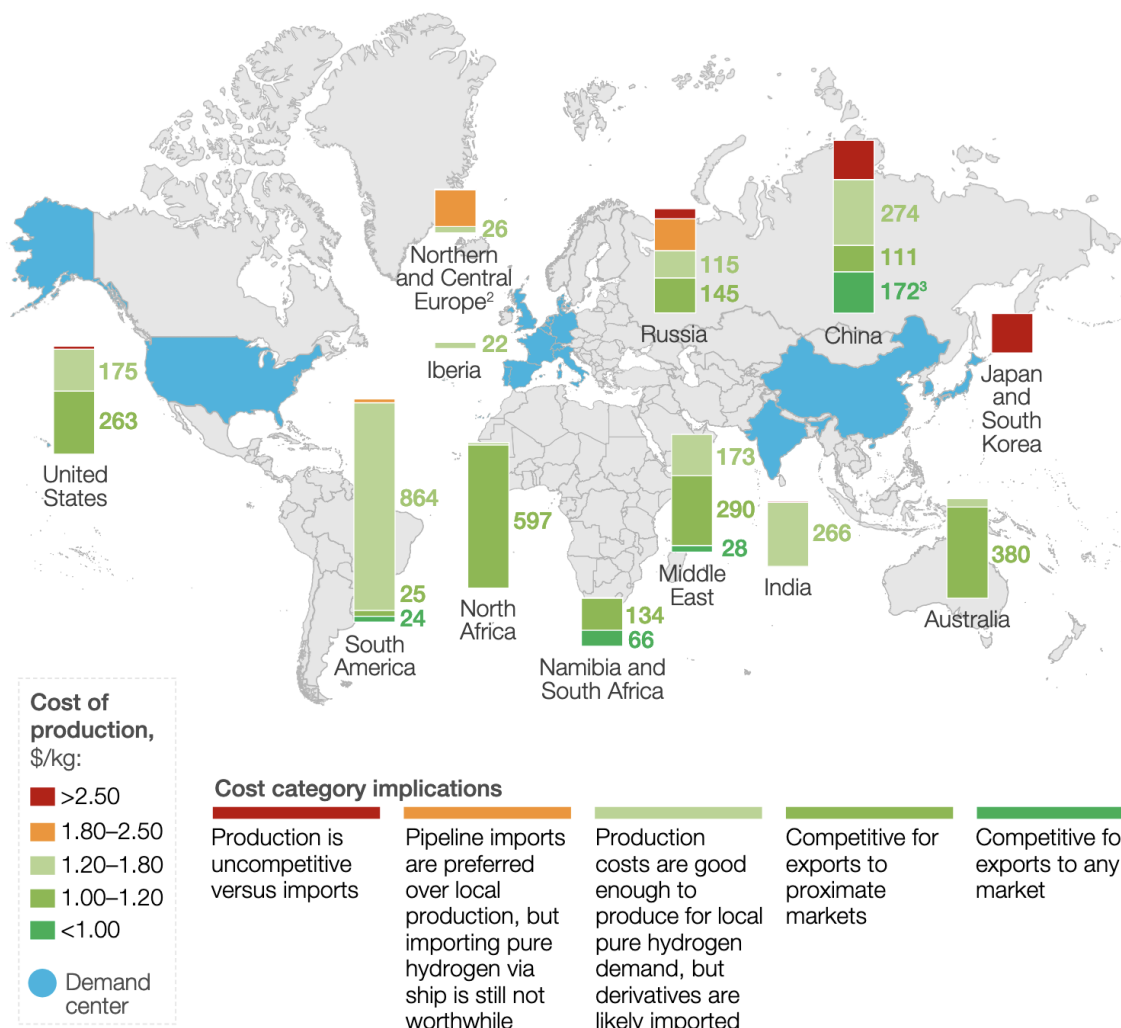 274
111
172³
China
26
Northern
and Central
Europe²
115
145
Russia
22
Iberia
Japan
and
South
Korea
175
263
United
States
864
25
24
South
America
597
North
Africa
173
290
28
Middle
East
266
India
380
Australia
134
66
Namibia and
South Africa
Cost of
production,
$/kg:
>2.50
1.80–2.50
1.20–1.80
1.00–1.20
<1.00
Demand
center
Cost category implications
Production is
uncompetitive
versus imports
Pipeline imports
are preferred
over local
production, but
importing pure
hydrogen via
ship is still not
worthwhile
Production
costs are good
enough to
produce for local
pure hydrogen
demand, but
derivatives are
likely imported
Competitive for
exports to
proximate
markets
Competitive fo
exports to any
market